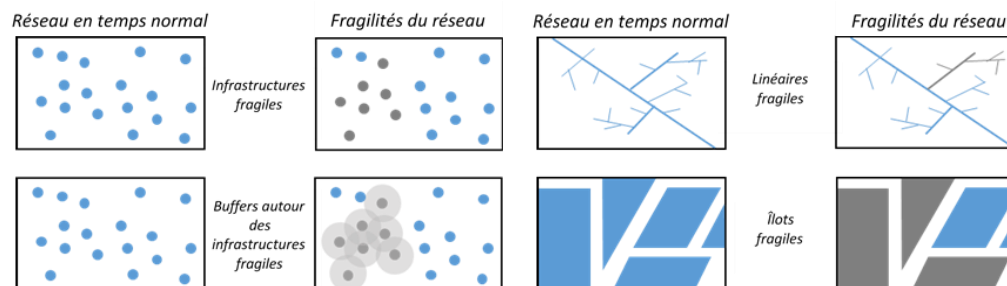 Réseau en temps normal
Fragilités du réseau
Réseau en temps normal
Fragilités du réseau
Infrastructures
fragiles
Linéaires
fragiles
Buffers autour
des
infrastructures
fragiles
Îlots
fragiles